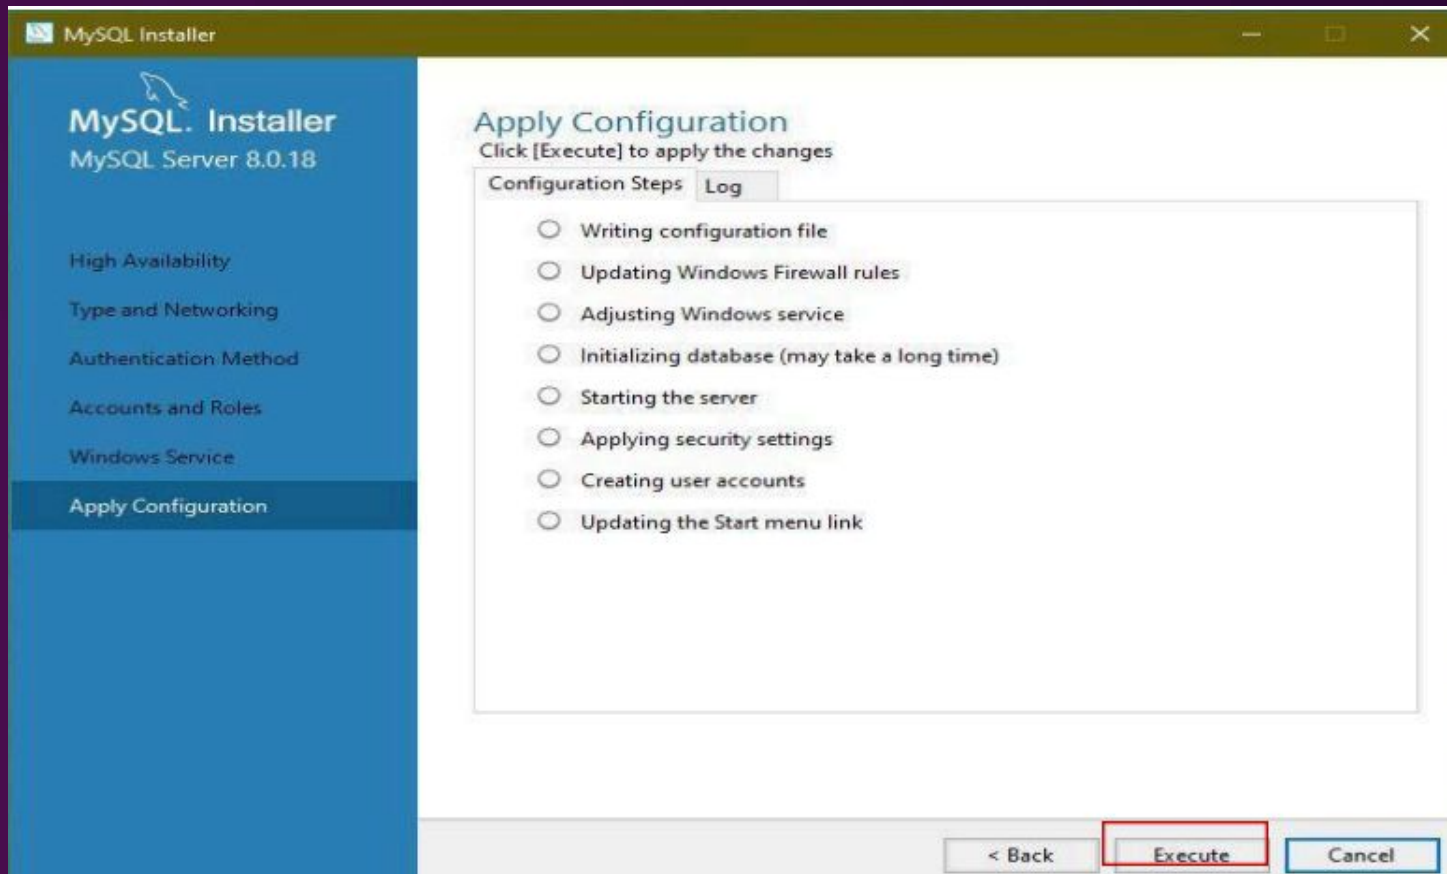 MySQL Installer
MySQL. Installer
MySQL Server 8.0.18
High Availability
Type and Networking
Authentication Method
Accounts and Roles
Windows Service
Apply Configuration
Apply Configuration
Click [Execute] to apply the changes
Configuration Steps
Log
Writing configuration file
Updating Windows Firewall rules
Adjusting Windows service
Initializing database (may take a long time)
Starting the server
Applying security settings
Creating user accounts
Updating the Start menu link
< Back
Execute
Cancel